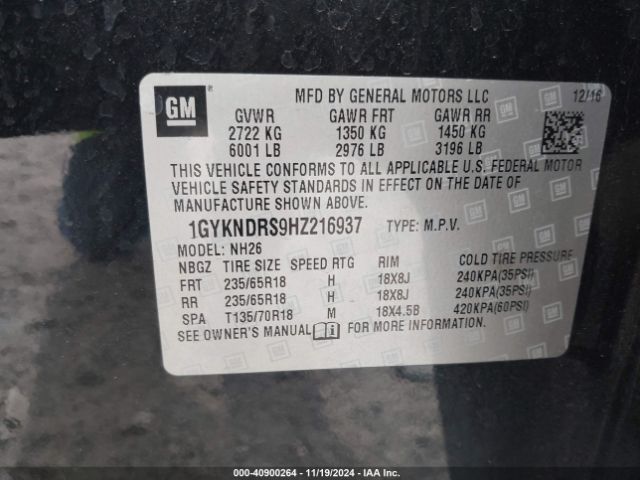 GM
MFD BY GENERAL MOTORS LLC 12/16
GVWR GAWR FRT GAWR RR
2722 KG 1350 KG 1450 KG
6001 LB 2976 LB 3196 LB
THIS VEHICLE CONFORMS TO ALL APPLICABLE U.S. FEDERAL MOTOR
VEHICLE SAFETY STANDARDS IN EFFECT ON THE DATE OF
MANUFACTURE SHOWN ABOVE.
1GYKNDRS9HZ216937 TYPE: M.P.V.
MODEL: NH26
NBGZ TIRE SIZE SPEED RTG RIM COLD TIRE PRESSURE
FRT 235/65R18 H 18X8J 240KPA(35PSI)
RR 235/65R18 H 18X8J 240KPA(35PSI)
SPA T135/70R18 M 18X4.5B 420KPA(60PSI)
SEE OWNER'S MANUAL FOR MORE INFORMATION.
000-40900264 - 11/19/2024 - IAA Inc.